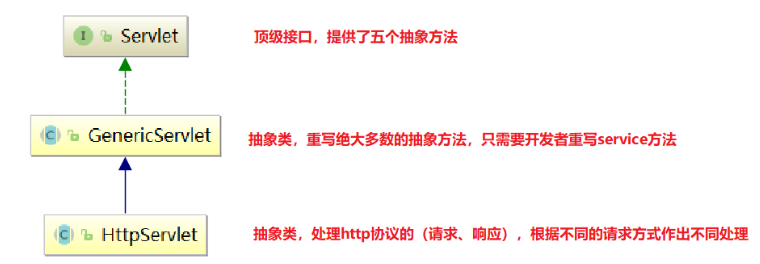 Servlet
顶级接口，提供了五个抽象方法
GenericServlet
抽象类，重写绝大多数的抽象方法，只需要开发者重写service方法
HttpServlet
抽象类，处理http协议的（请求、响应），根据不同的请求方式作出不同处理